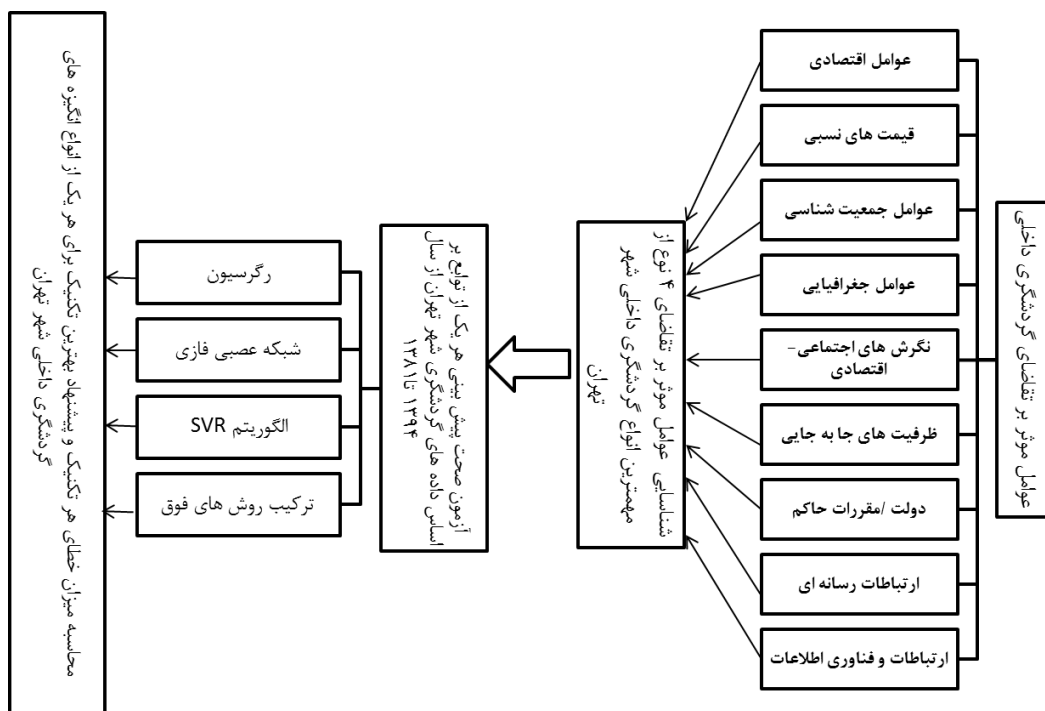 عوامل موثر بر تقاضای گردشگری داخلی
عوامل اقتصادی
قیمت های نسبی
عوامل جمعیت شناسی
عوامل جغرافیایی
نگرش های اجتماعی-
اقتصادی
ظرفیت های جا به جایی
دولت /مقررات حاکم
ارتباطات رسانه ای
ارتباطات و فناوری اطلاعات
شناسایی عوامل موثر بر تقاضای ۴ نوع از
مهمترین انواع گردشگری داخلی شهر
تهران
آزمون صحت پیش بینی هر یک از توابع بر
اساس داده های گردشگری شهر تهران از سال
۱۳۸۱ تا ۱۳۹۴
رگرسیون
شبکه عصبی فازی
الگوریتم SVR
ترکیب روش های فوق
محاسبه میزان خطای هر تکنیک و پیشنهاد بهترین تکنیک برای هر یک از انواع انگیزه های
گردشگری داخلی شهر تهران